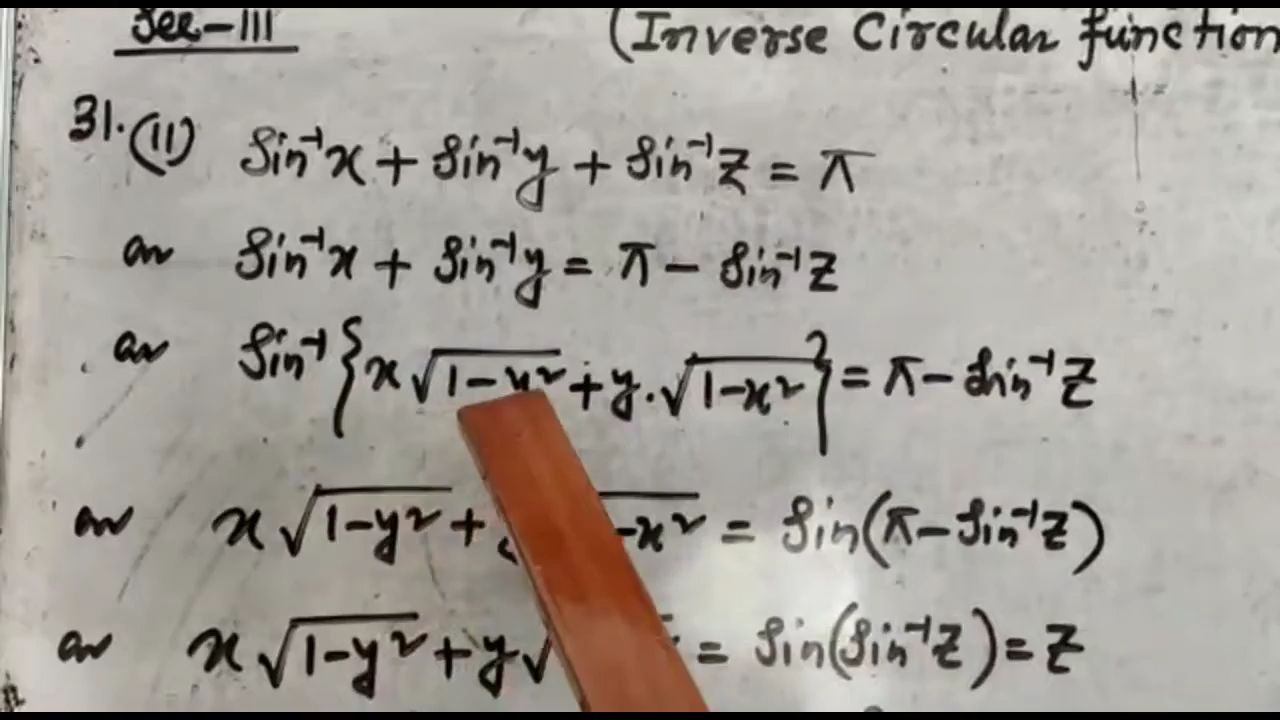 Sec-III (Inverse Circular function
31. (11) Sin⁻¹x + Sin⁻¹y + Sin⁻¹z = π
or Sin⁻¹x + Sin⁻¹y = π - Sin⁻¹z
or Sin⁻¹{x√1-y² + y.√1-x²} = π - Sin⁻¹z
or x√1-y² + -x² = Sin(π - Sin⁻¹z)
or x√1-y² + y√ = Sin(Sin⁻¹z) = z